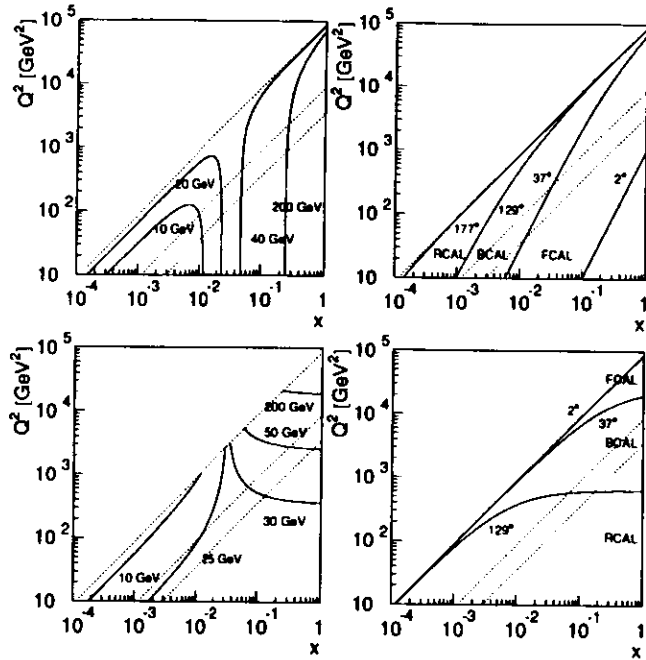 Q² [GeV²]
10⁵
10⁴
10³
10²
10
20 GeV
10 GeV
200 GeV
40 GeV
10⁻⁴ 10⁻³ 10⁻² 10⁻¹ 1
x
Q² [GeV²]
10⁵
10⁴
10³
10²
10
177°
129°
37°
2°
RCAL BCAL FCAL
10⁻⁴ 10⁻³ 10⁻² 10⁻¹ 1
x
Q² [GeV²]
10⁵
10⁴
10³
10²
10
200 GeV
50 GeV
30 GeV
25 GeV
10 GeV
10⁻⁴ 10⁻³ 10⁻² 10⁻¹ 1
x
Q² [GeV²]
10⁵
10⁴
10³
10²
10
FCAL
2°
37°
BCAL
129°
RCAL
10⁻⁴ 10⁻³ 10⁻² 10⁻¹ 1
x